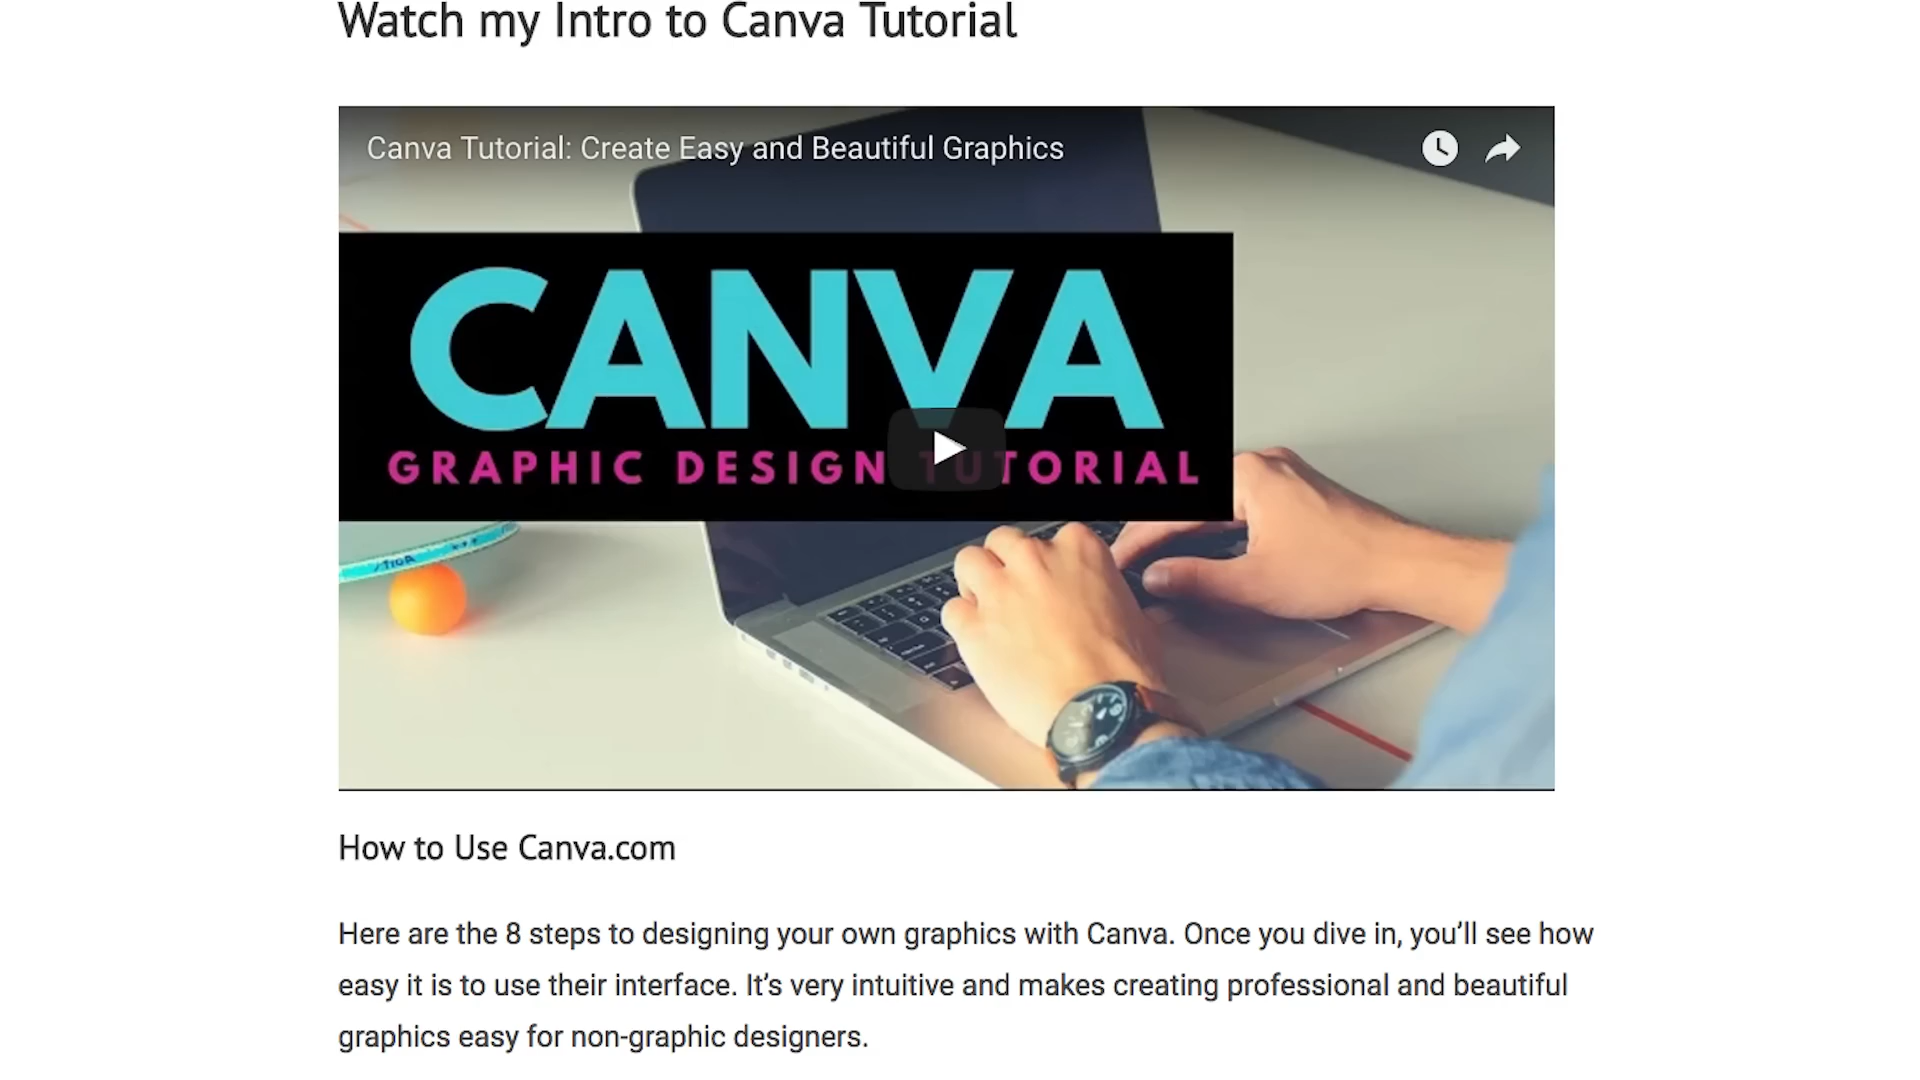 Watch my Intro to Canva Tutorial
Canva Tutorial: Create Easy and Beautiful Graphics
CANVA
GRAPHIC DESIGN TUTORIAL
STIGA
How to Use Canva.com
Here are the 8 steps to designing your own graphics with Canva. Once you dive in, you’ll see how
easy it is to use their interface. It’s very intuitive and makes creating professional and beautiful
graphics easy for non-graphic designers.